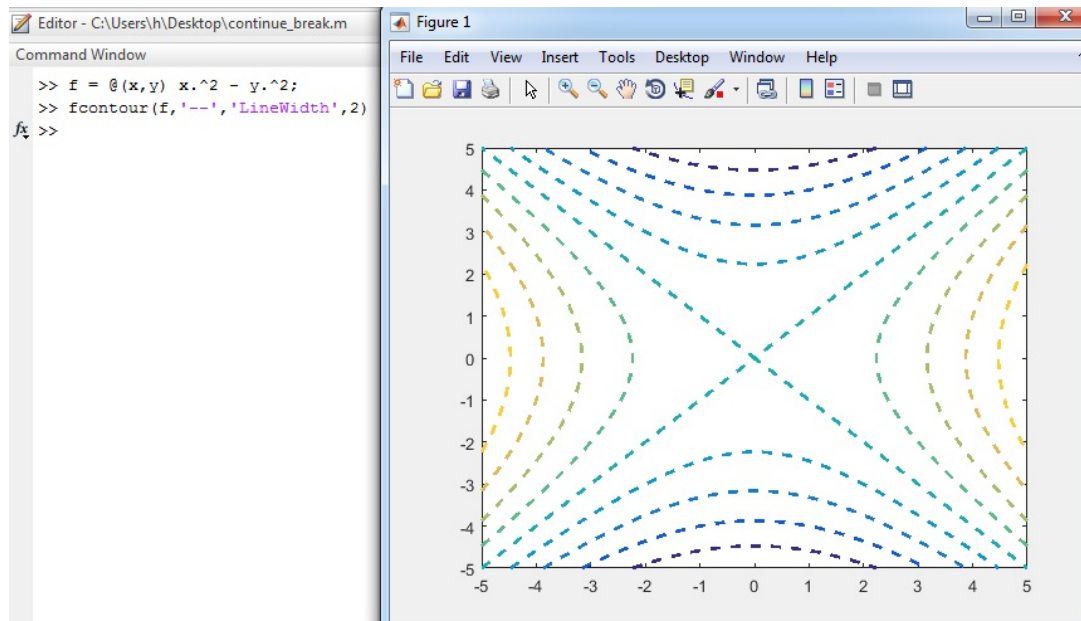 Editor - C:\Users\h\Desktop\continue_break.m
Command Window
>> f = @(x,y) x.^2 - y.^2;
>> fcontour(f,'--','LineWidth',2)
fx >>
Figure 1
File Edit View Insert Tools Desktop Window Help
5
4
3
2
1
0
-1
-2
-3
-4
-5
-5 -4 -3 -2 -1 0 1 2 3 4 5